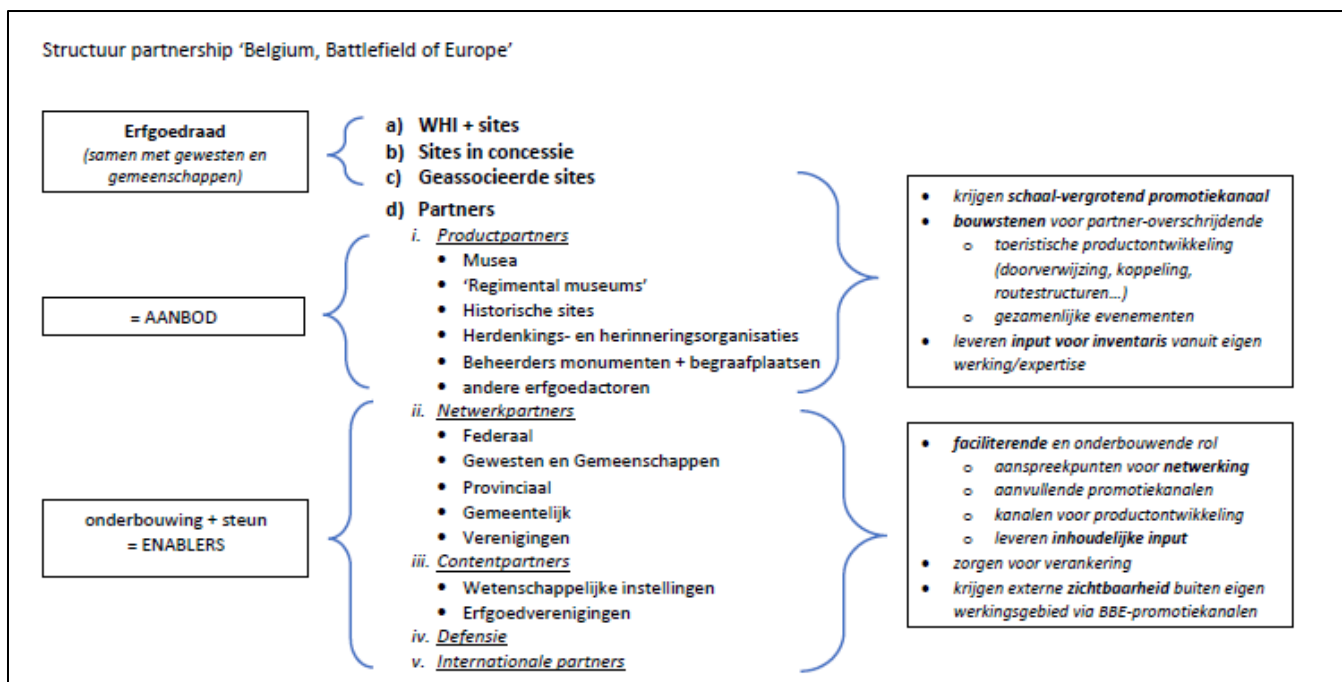 Structuur partnership ‘Belgium, Battlefield of Europe’
Erfgoedraad
(samen met gewesten en
gemeenschappen)
= AANBOD
onderbouwing + steun
= ENABLERS
a) WHI + sites
b) Sites in concessie
c) Geassocieerde sites
d) Partners
i. Productpartners
• Musea
• ‘Regimental museums’
• Historische sites
• Herdenkings- en herinneringsorganisaties
• Beheerders monumenten + begraafplaatsen
• andere erfgoedactoren
ii. Netwerkpartners
• Federaal
• Gewesten en Gemeenschappen
• Provinciaal
• Gemeentelijk
• Verenigingen
iii. Contentpartners
• Wetenschappelijke instellingen
• Erfgoedverenigingen
iv. Defensie
v. Internationale partners
• krijgen schaal-vergrotend promotiekanaal
• bouwstenen voor partner-overschrijdende
o toeristische productontwikkeling
(doorverwijzing, koppeling,
routestructuren...)
o gezamenlijke evenementen
• leveren input voor inventaris vanuit eigen
werking/expertise
• faciliterende en onderbouwende rol
o aanspreekpunten voor netwerking
o aanvullende promotiekanalen
o kanalen voor productontwikkeling
o leveren inhoudelijke input
• zorgen voor verankering
• krijgen externe zichtbaarheid buiten eigen
werkingsgebied via BBE-promotiekanalen